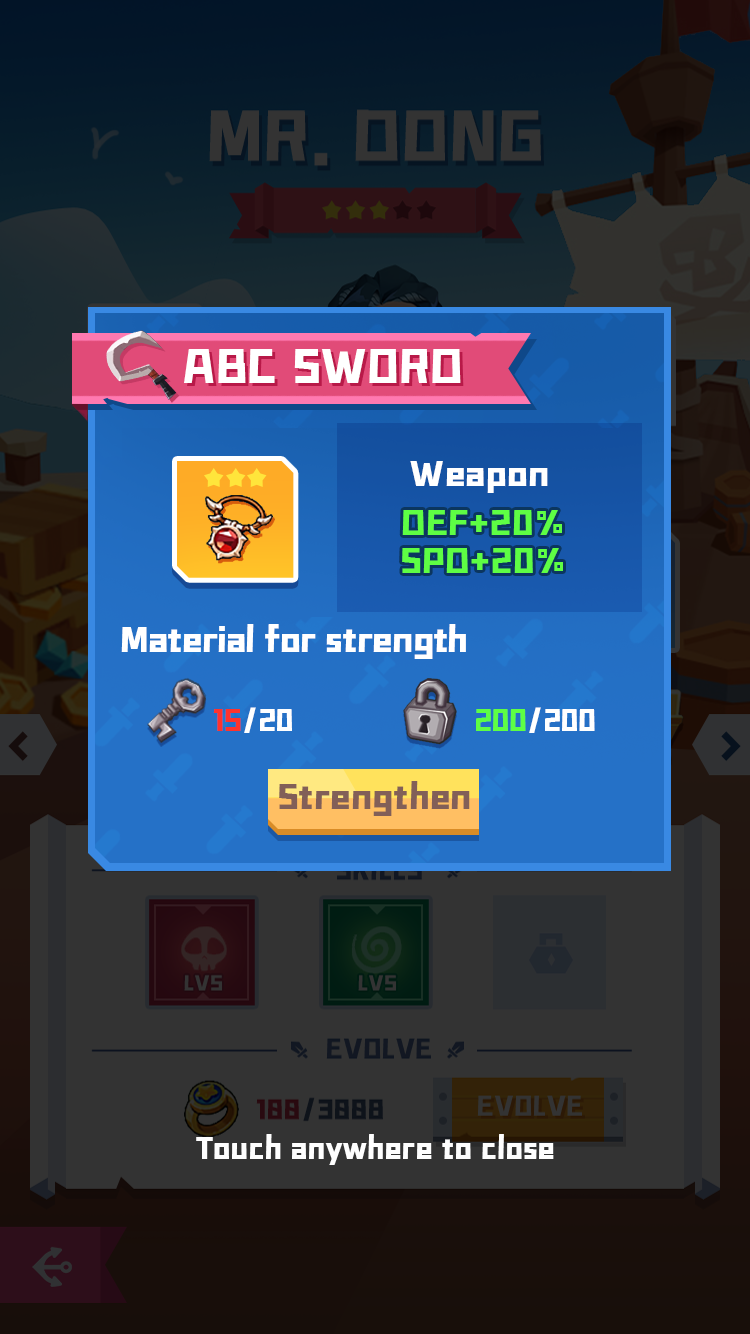 MR. DONG
ABC SWORD
Weapon
DEF+20%
SPD+20%
Material for strength
15/20
200/200
Strengthen
SKILLS
LV5
LV5
EVOLVE
188/3888
EVOLVE
Touch anywhere to close